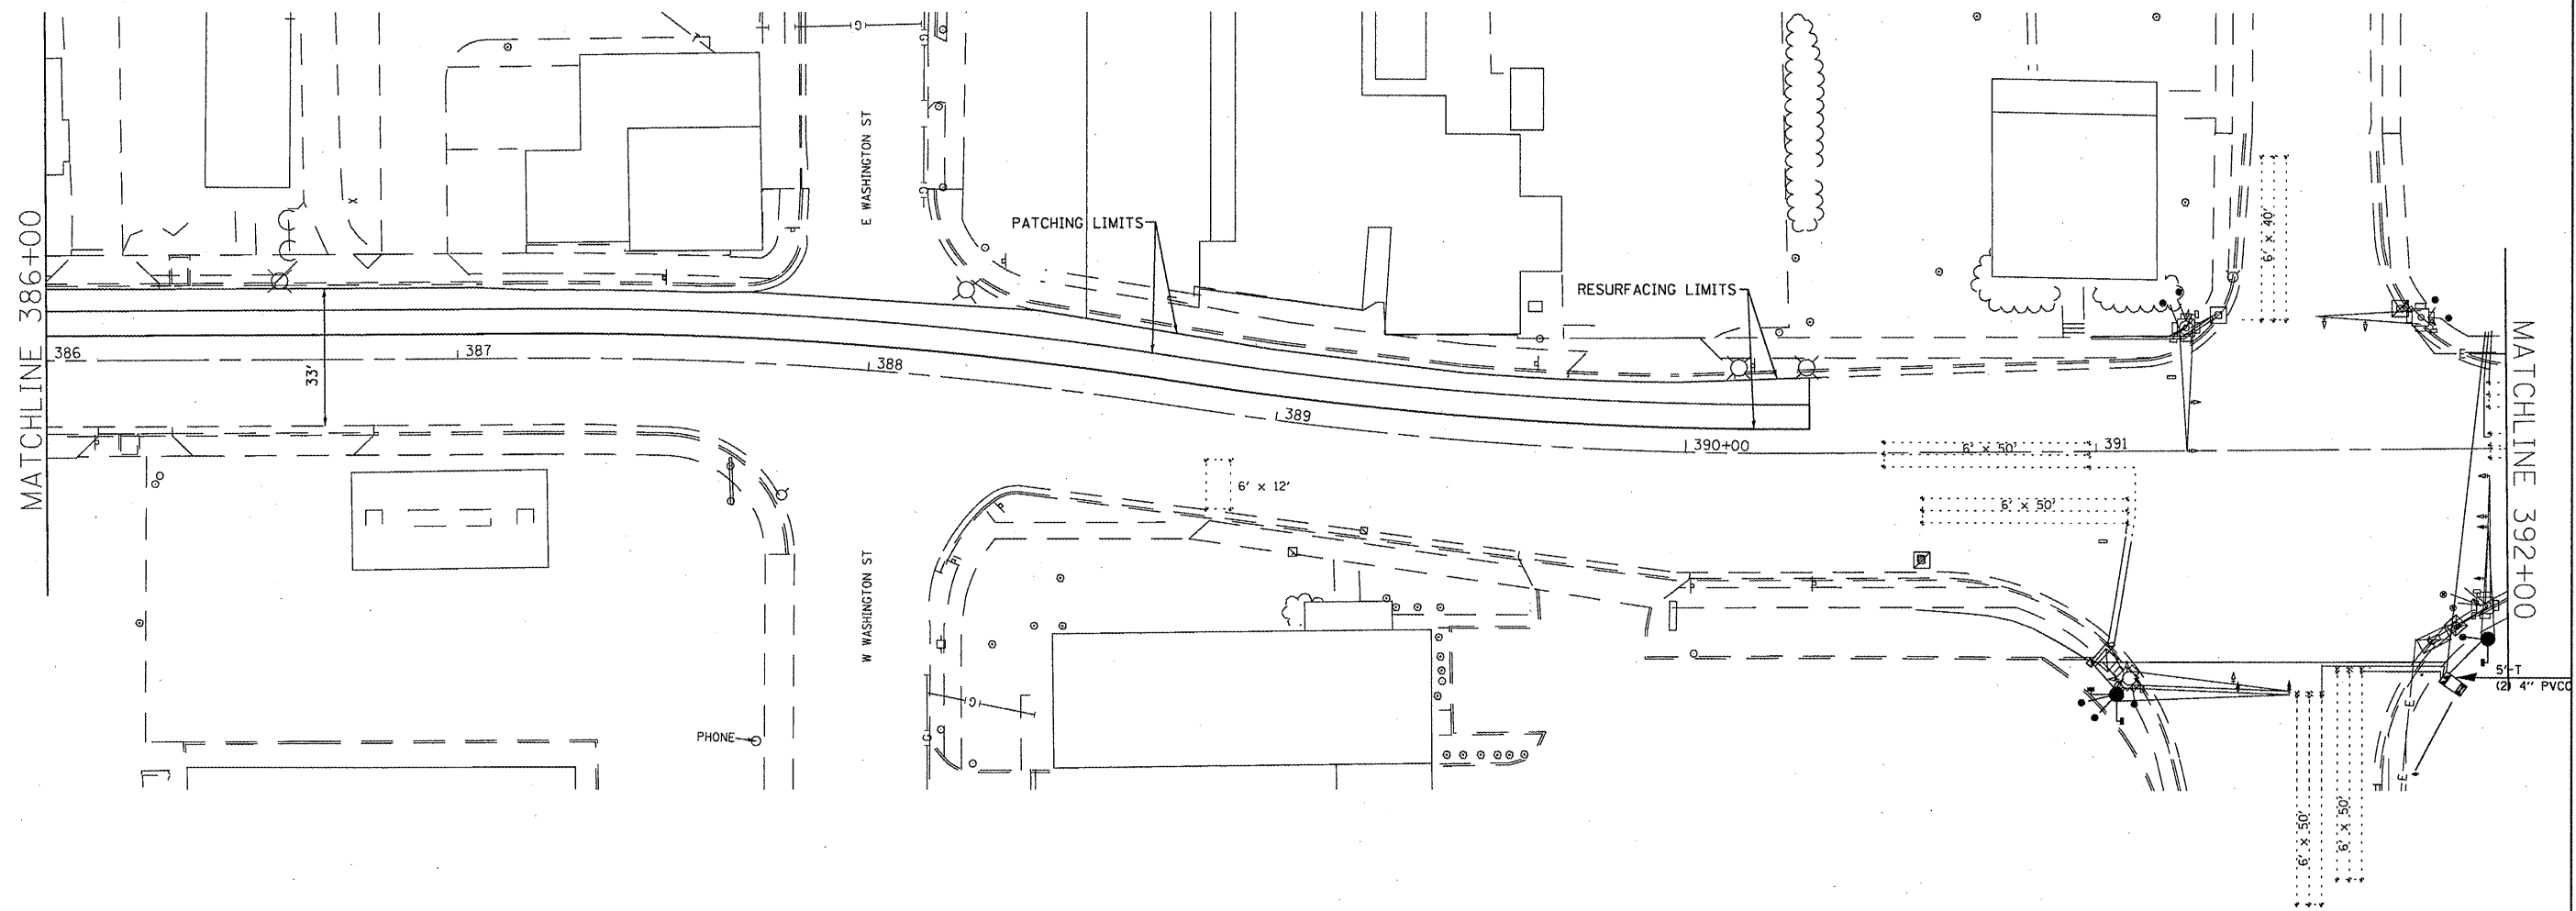 E WASHINGTON ST
PATCHING LIMITS
RESURFACING LIMITS
6' x 40'
MATCHLINE 386+00
386
387
388
389
390+00
391
33'
MATCHLINE 392+00
6' x 50'
6' x 12'
6' x 50'
W WASHINGTON ST
PHONE
5'-T
(2) 4" PVCC
6' x 50'
6' x 50'
G
G
G
G
G
E
E
E